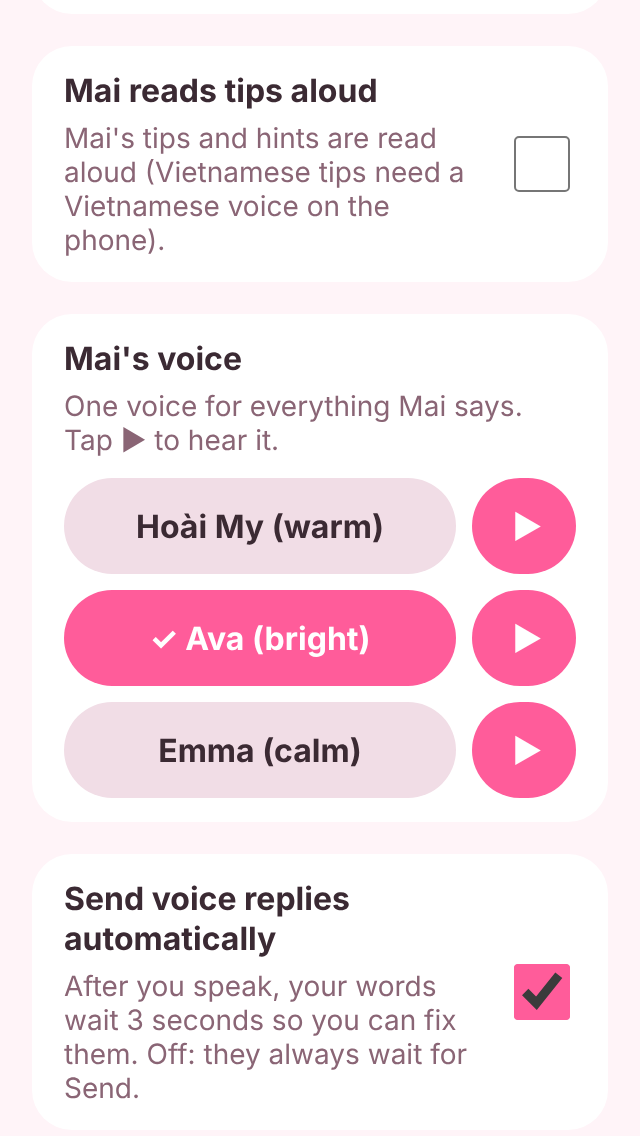 Mai reads tips aloud
Mai's tips and hints are read
aloud (Vietnamese tips need a
Vietnamese voice on the
phone).
Mai's voice
One voice for everything Mai says.
Tap ▶ to hear it.
Hoài My (warm)
✓ Ava (bright)
Emma (calm)
Send voice replies
automatically
After you speak, your words
wait 3 seconds so you can fix
them. Off: they always wait for
Send.